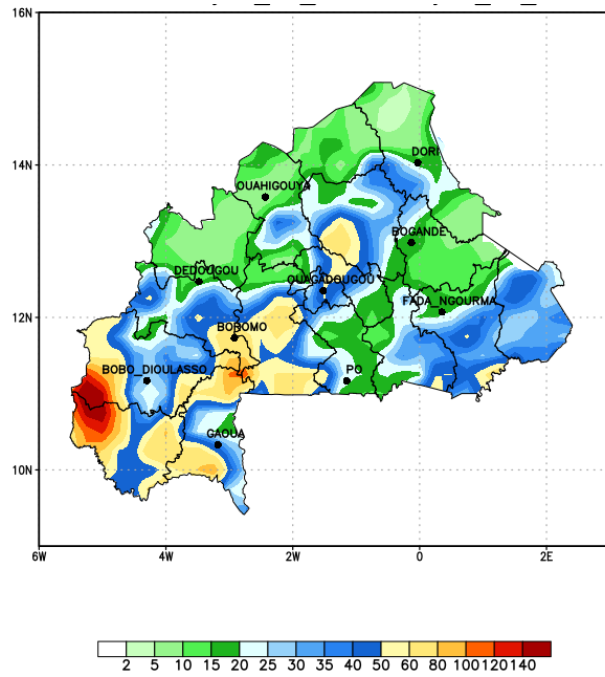 16N
14N
DORI
OUAHIGOUYA
BOGANDE
DEDOUGOU
OUAGADOUGOU
FADA_NGOURMA
12N
BOROMO
BOBO_DIOULASSO
PO
GAOUA
10N
6W 4W 2W 0 2E
2 5 10 15 20 25 30 35 40 50 60 80 100 120 140